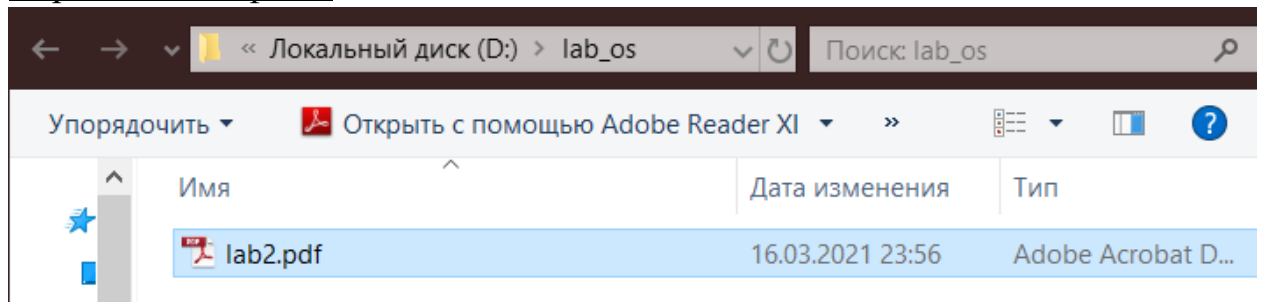 « Локальный диск (D:) > lab_os Поиск: lab_os
Упорядочить Открыть с помощью Adobe Reader XI » ?
Имя Дата изменения Тип
lab2.pdf 16.03.2021 23:56 Adobe Acrobat D...